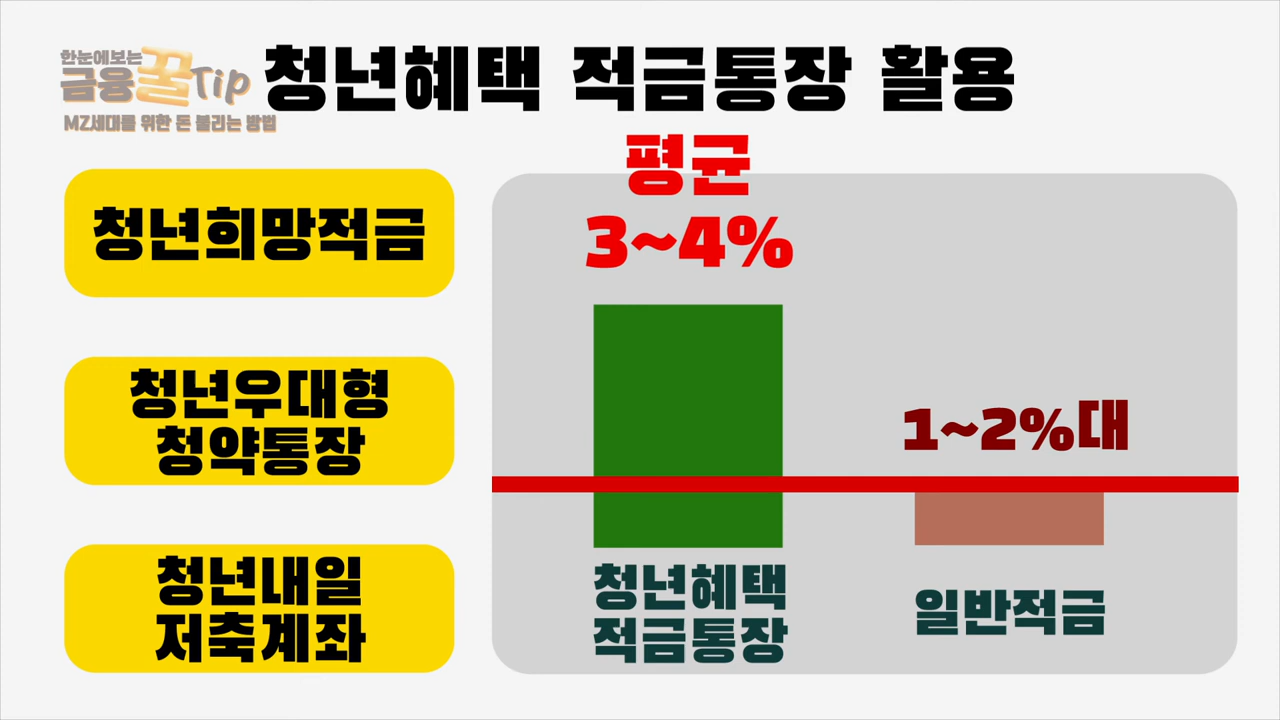 한눈에보는
금융꿀Tip
MZ세대를 위한 돈 불리는 방법
청년혜택 적금통장 활용
청년희망적금
청년우대형
청약통장
청년내일
저축계좌
평균
3~4%
1~2%대
청년혜택
적금통장
일반적금